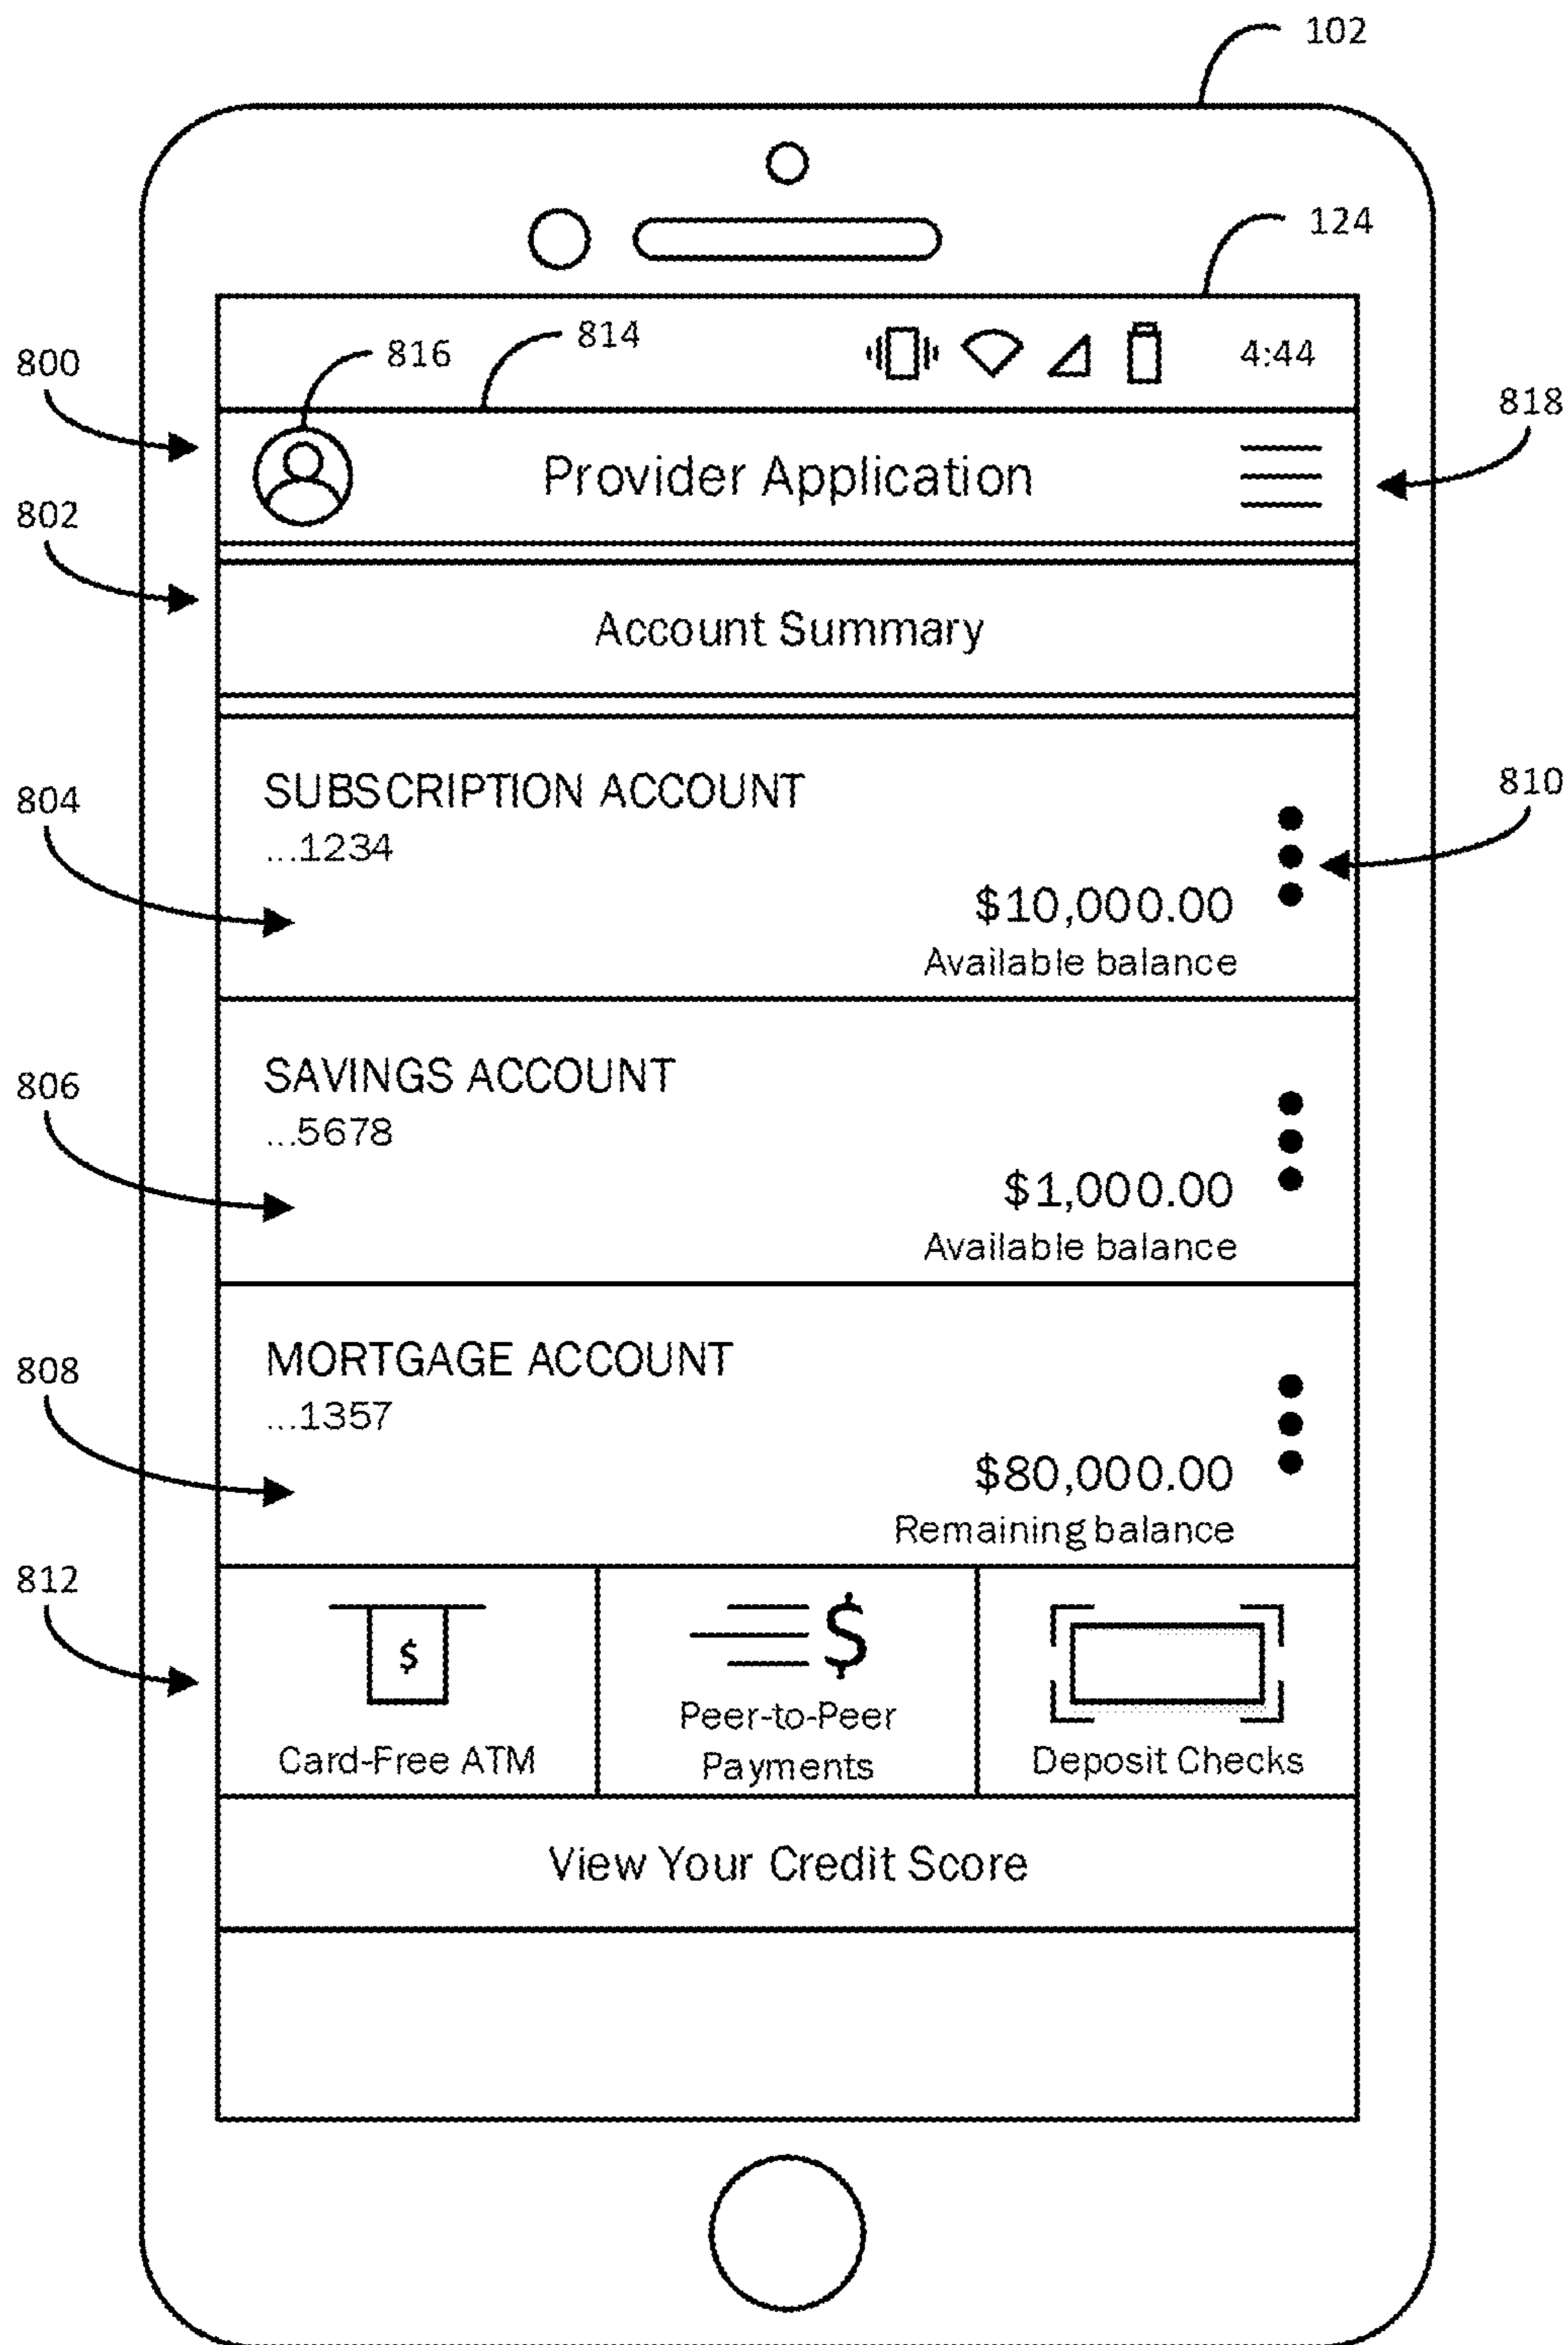 102
124
814
816
4:44
800
818
Provider Application
802
Account Summary
804
SUBSCRIPTION ACCOUNT
...1234
810
$10,000.00
Available balance
806
SAVINGS ACCOUNT
...5678
$1,000.00
Available balance
808
MORTGAGE ACCOUNT
...1357
$80,000.00
Remaining balance
812
$
$
Card-Free ATM
Peer-to-Peer
Payments
Deposit Checks
View Your Credit Score